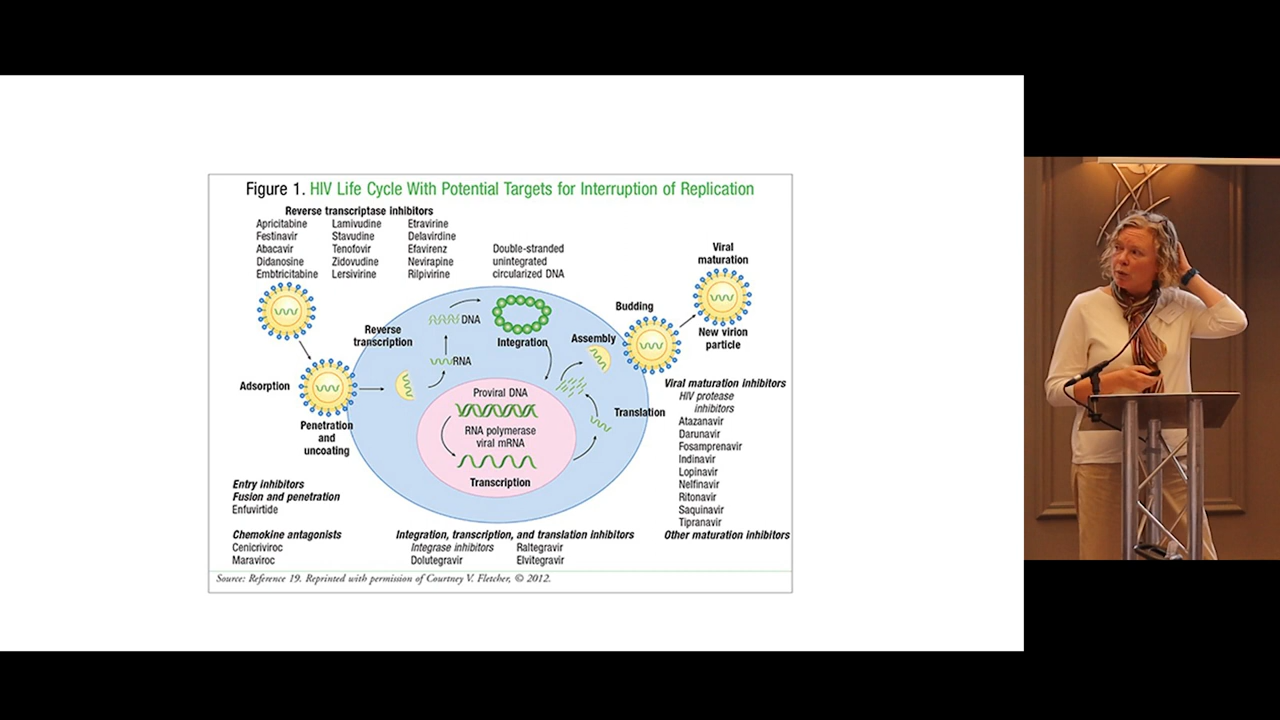 Figure 1. HIV Life Cycle With Potential Targets for Interruption of Replication
Reverse transcriptase inhibitors
Apricitabine Lamivudine Etravirine
Festinavir Stavudine Delavirdine
Abacavir Tenofovir Efavirenz
Didanosine Zidovudine Nevirapine
Embtricitabine Lersivirine Rilpivirine
Double-stranded
unintegrated
circularized DNA
Viral
maturation
Budding
New virion
particle
Reverse
transcription
DNA
Integration
Assembly
RNA
Adsorption
Penetration
and
uncoating
Proviral DNA
RNA polymerase
viral mRNA
Transcription
Translation
Viral maturation inhibitors
HIV protease
inhibitors
Atazanavir
Darunavir
Fosamprenavir
Indinavir
Lopinavir
Nelfinavir
Ritonavir
Saquinavir
Tipranavir
Other maturation inhibitors
Entry inhibitors
Fusion and penetration
Enfuvirtide
Chemokine antagonists
Cenicriviroc
Maraviroc
Integration, transcription, and translation inhibitors
Integrase inhibitors Raltegravir
Dolutegravir Elvitegravir
Source: Reference 19. Reprinted with permission of Courtney V. Fletcher, © 2012.